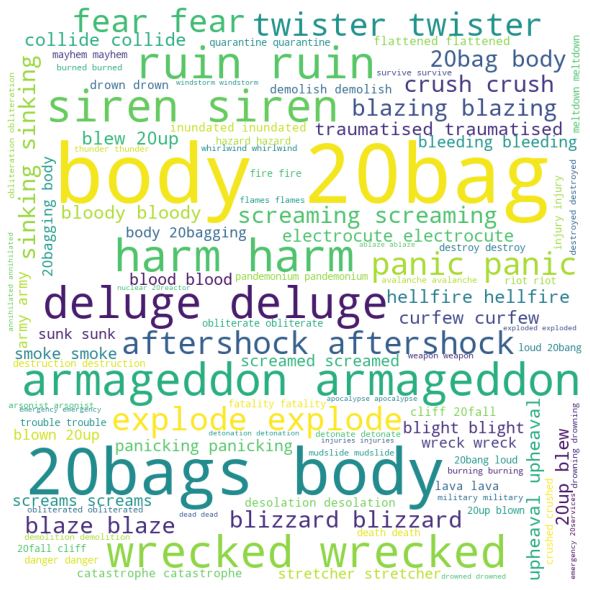 fear fear
twister twister
collide collide
quarantine quarantine
flattened flattened
mayhem mayhem
ruin ruin
20bag body
burned burned
windstorm windstorm
survive survive
drown drown
siren siren
demolish demolish
crush crush
meltdown meltdown
obliteration obliteration
sinking sinking
blazing blazing
blew 20up
inundated inundated
traumatised traumatised
thunder thunder
hazard hazard
bleeding bleeding
whirlwind whirlwind
body 20bag
fire fire
20bagging body
flames flames
injury injury
destroyed destroyed
bloody bloody
screaming screaming
body 20bagging
electrocute electrocute
harm harm
ablaze ablaze
destroy destroy
panic panic
annihilated annihilated
army army
blood blood
pandemonium pandemonium
avalanche avalanche
riot riot
nuclear 20reactor
deluge deluge
hellfire hellfire
obliterate obliterate
curfew curfew
exploded exploded
sunk sunk
aftershock aftershock
loud 20bang
smoke smoke
screamed screamed
weapon weapon
destruction destruction
armageddon armageddon
apocalypse apocalypse
arsonist arsonist
emergency emergency
fatality fatality
explode explode
cliff 20fall
trouble trouble
blown 20up
detonation detonation
detonate detonate
blight blight
panicking panicking
injuries injuries
wreck wreck
upheaval upheaval
20up blew
drowning drowning
mudslide mudslide
20bang loud
20bags body
lava lava
burning burning
screams screams
desolation desolation
military military
crushed crushed
emergency 20services
obliterated obliterated
dead dead
20up blown
blaze blaze
blizzard blizzard
demolition demolition
death death
20fall cliff
wrecked wrecked
danger danger
catastrophe catastrophe
stretcher stretcher
drowned drowned